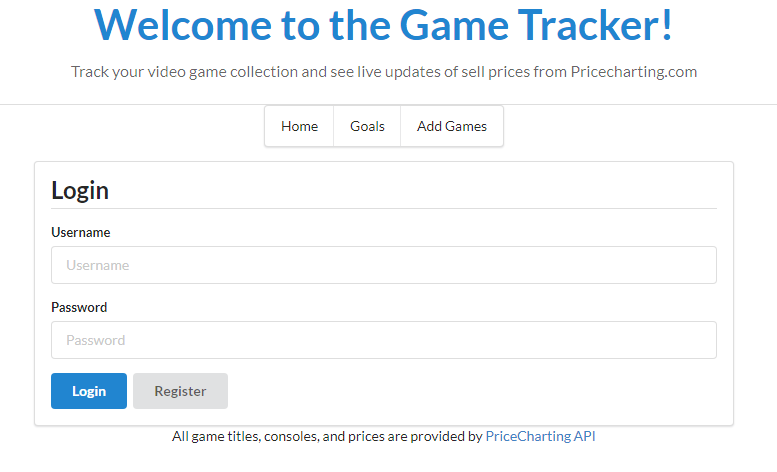 Welcome to the Game Tracker!
Track your video game collection and see live updates of sell prices from Pricecharting.com
Home Goals Add Games
Login
Username
Username
Password
Password
Login Register
All game titles, consoles, and prices are provided by PriceCharting API